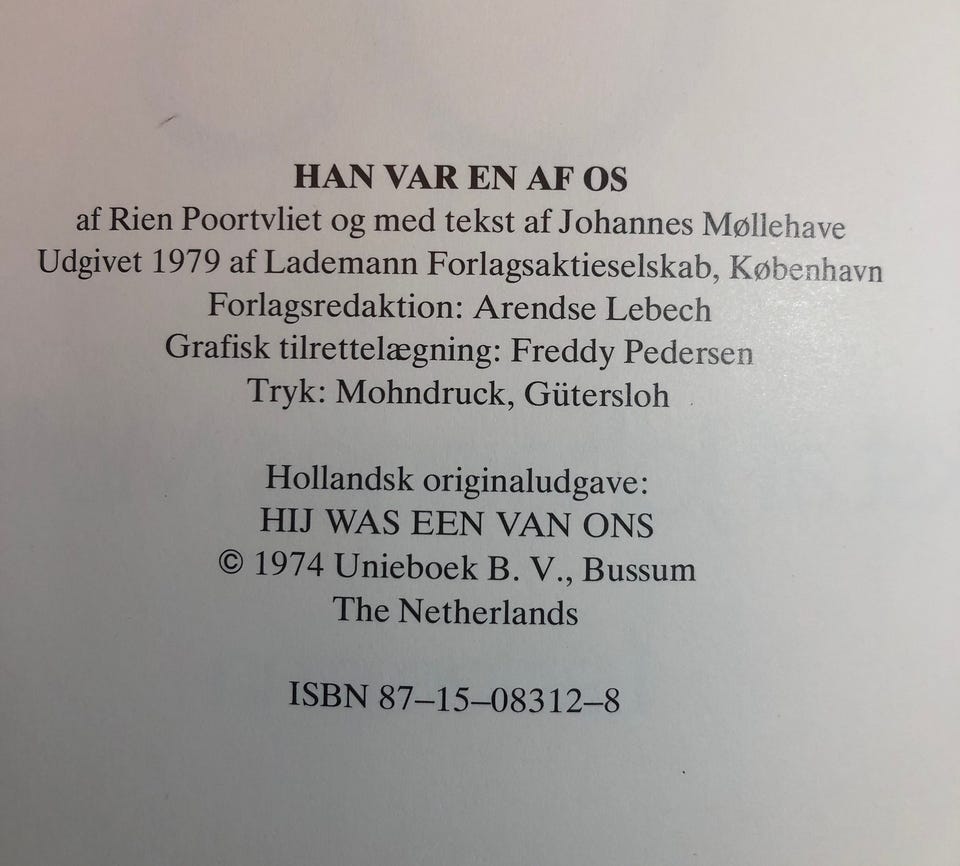 HAN VAR EN AF OS
af Rien Poortvliet og med tekst af Johannes Møllehave
Udgivet 1979 af Lademann Forlagsaktieselskab, København
Forlagsredaktion: Arendse Lebech
Grafisk tilrettelægning: Freddy Pedersen
Tryk: Mohndruck, Gütersloh
Hollandsk originaludgave:
HIJ WAS EEN VAN ONS
© 1974 Unieboek B. V., Bussum
The Netherlands
ISBN 87–15–08312–8